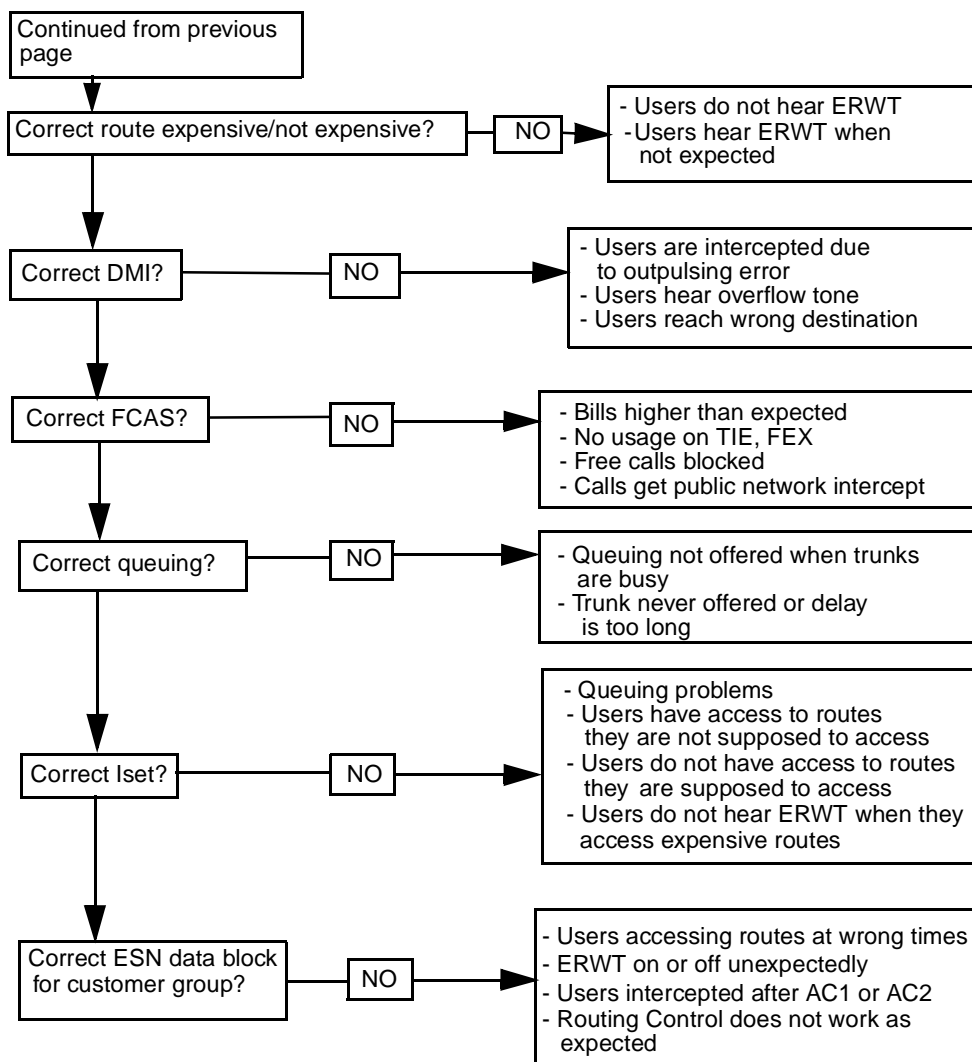 Continued from previous
page
Correct route expensive/not expensive?
NO
- Users do not hear ERWT
- Users hear ERWT when
not expected
Correct DMI?
NO
- Users are intercepted due
to outpulsing error
- Users hear overflow tone
- Users reach wrong destination
Correct FCAS?
NO
- Bills higher than expected
- No usage on TIE, FEX
- Free calls blocked
- Calls get public network intercept
Correct queuing?
NO
- Queuing not offered when trunks
are busy
- Trunk never offered or delay
is too long
Correct Iset?
NO
- Queuing problems
- Users have access to routes
they are not supposed to access
- Users do not have access to routes
they are supposed to access
- Users do not hear ERWT when they
access expensive routes
Correct ESN data block
for customer group?
NO
- Users accessing routes at wrong times
- ERWT on or off unexpectedly
- Users intercepted after AC1 or AC2
- Routing Control does not work as
expected